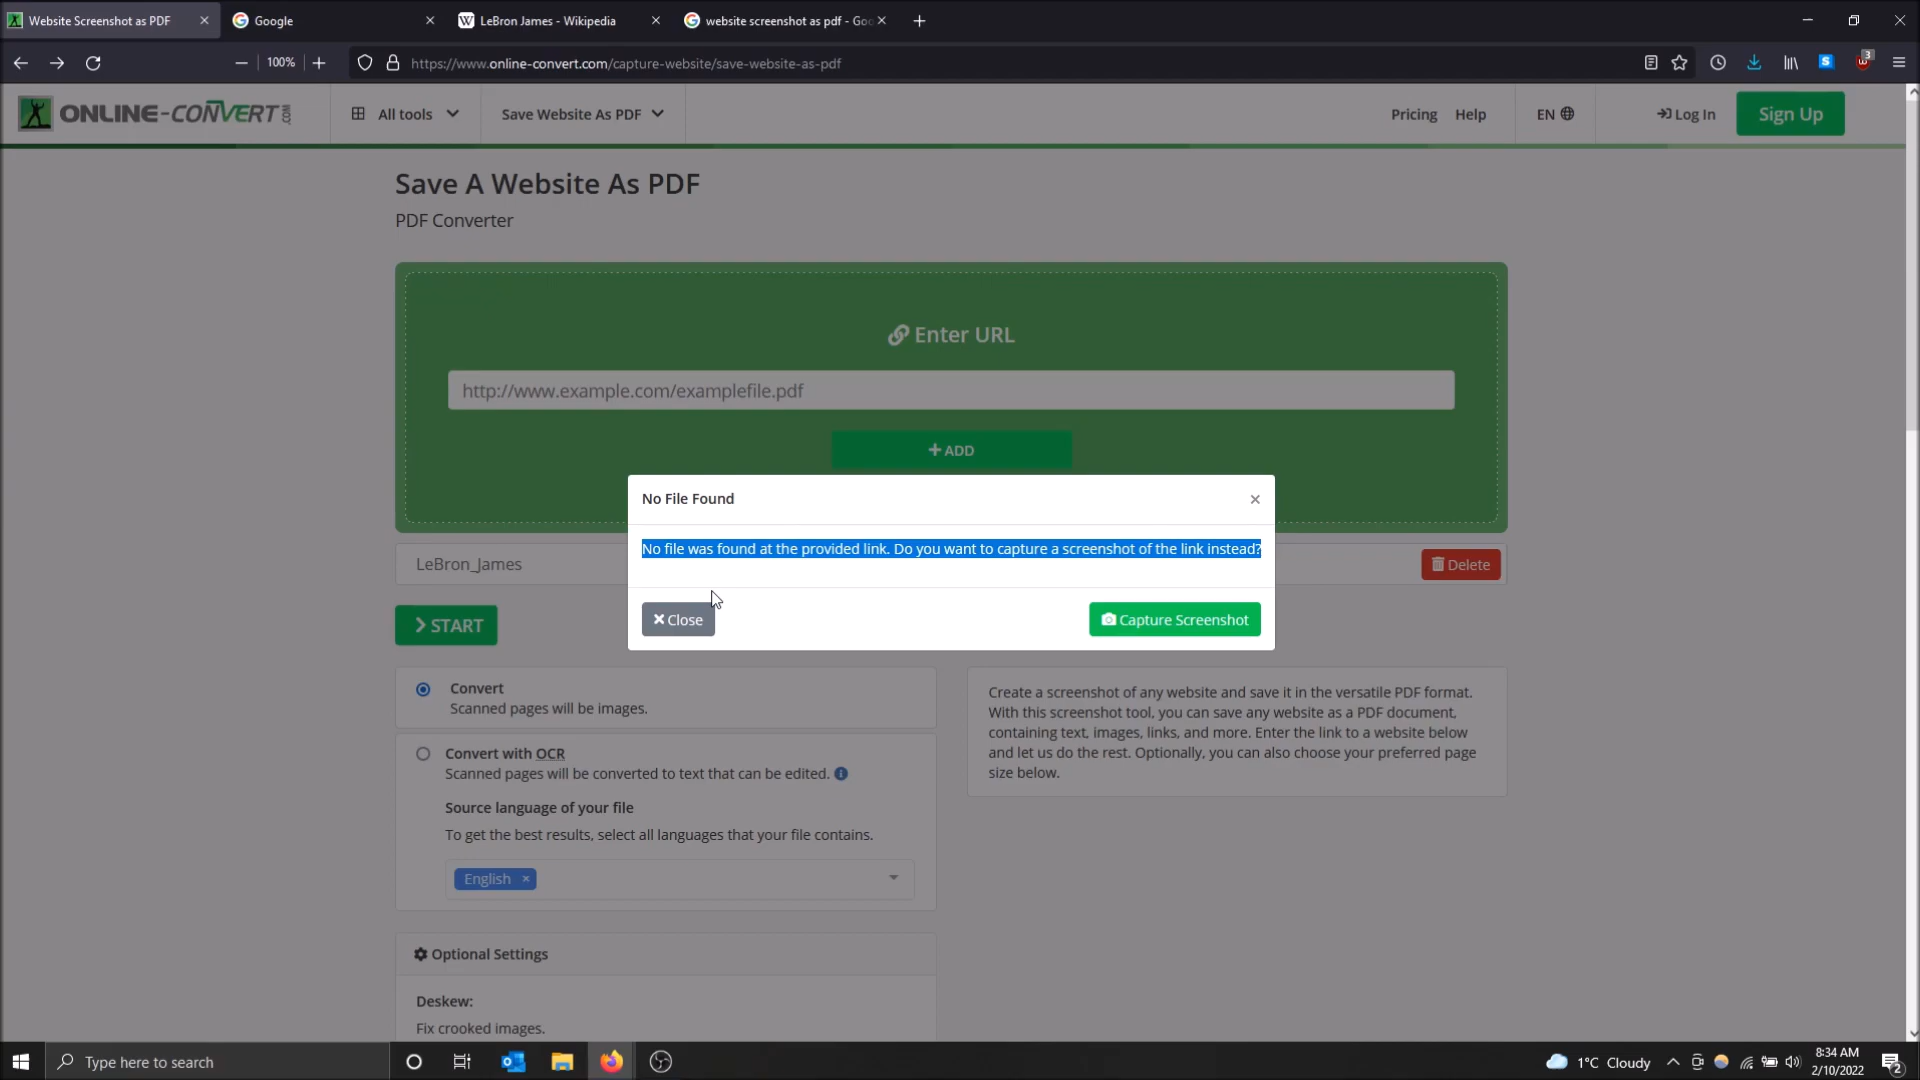 Website Screenshot as PDF
Google
LeBron James - Wikipedia
website screenshot as pdf - Goo
100%
https://www.online-convert.com/capture-website/save-website-as-pdf
S
3
ONLINE-CONVERT.COM
All tools
Save Website As PDF
Pricing
Help
EN
Log In
Sign Up
Save A Website As PDF
PDF Converter
Enter URL
http://www.example.com/examplefile.pdf
+ ADD
No File Found
×
No file was found at the provided link. Do you want to capture a screenshot of the link instead?
LeBron_James
Delete
Close
Capture Screenshot
START
Convert
Scanned pages will be images.
Convert with OCR
Scanned pages will be converted to text that can be edited.
Source language of your file
To get the best results, select all languages that your file contains.
English ×
Create a screenshot of any website and save it in the versatile PDF format.
With this screenshot tool, you can save any website as a PDF document,
containing text, images, links, and more. Enter the link to a website below
and let us do the rest. Optionally, you can also choose your preferred page
size below.
Optional Settings
Deskew:
Fix crooked images.
Type here to search
1°C Cloudy
8:34 AM
2/10/2022
2